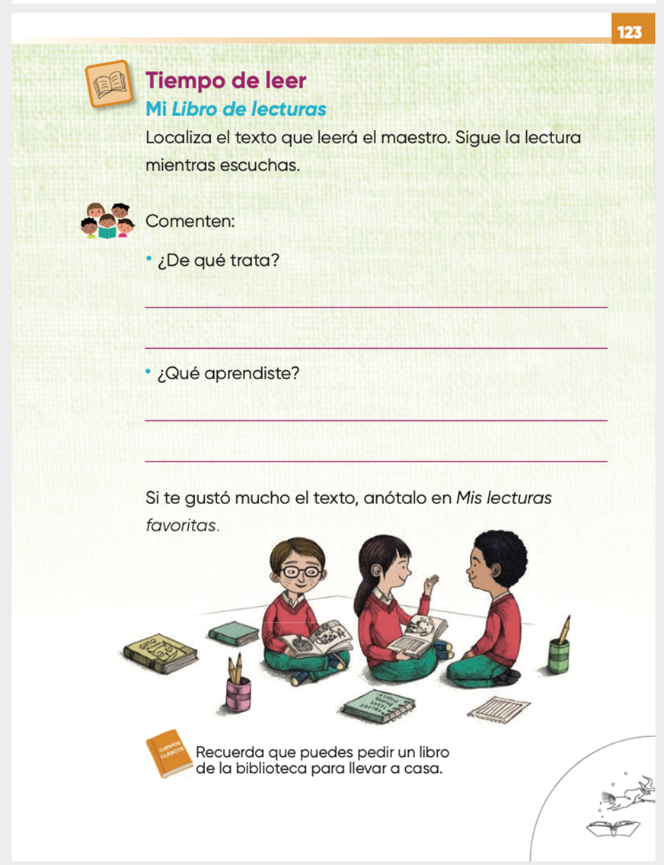 123
Tiempo de leer
Mi Libro de lecturas
Localiza el texto que leerá el maestro. Sigue la lectura
mientras escuchas.
Comenten:
• ¿De qué trata?
• ¿Qué aprendiste?
Si te gustó mucho el texto, anótalo en Mis lecturas
favoritas.
CUENTOS
CLÁSICOS
Recuerda que puedes pedir un libro
de la biblioteca para llevar a casa.